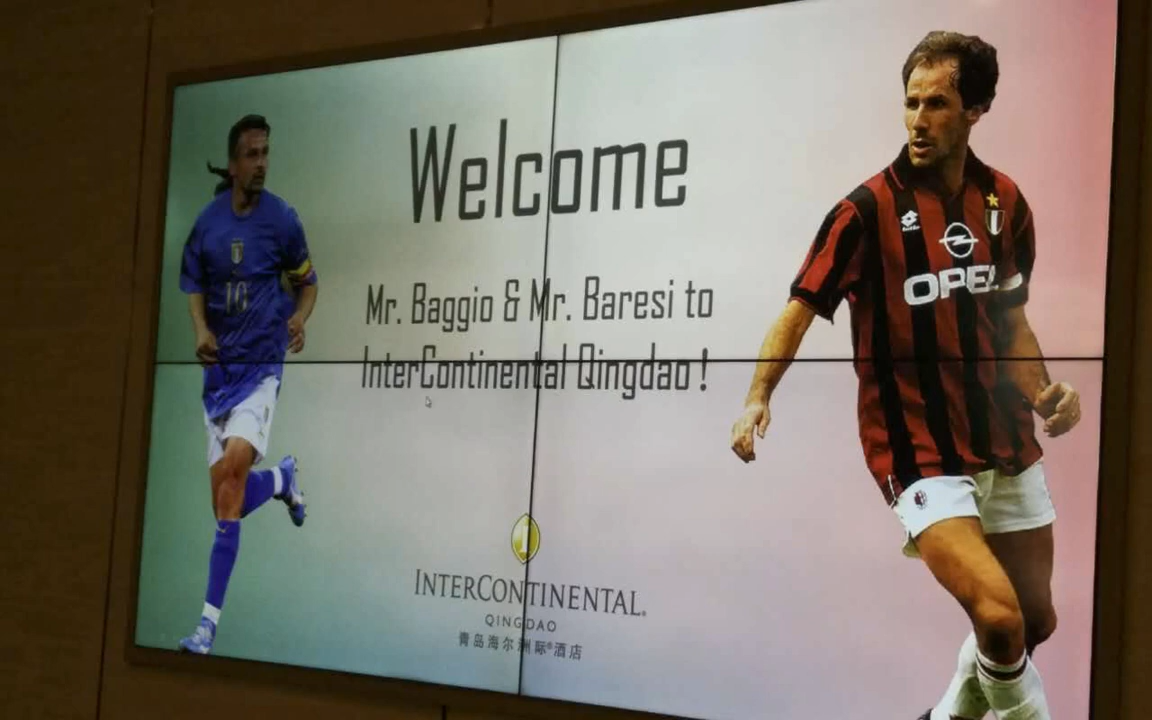 Welcome
Mr. Baggio & Mr. Baresi to
InterContinental Qingdao!
10
OPEL
INTERCONTINENTAL®
QINGDAO
青岛海尔洲际®酒店